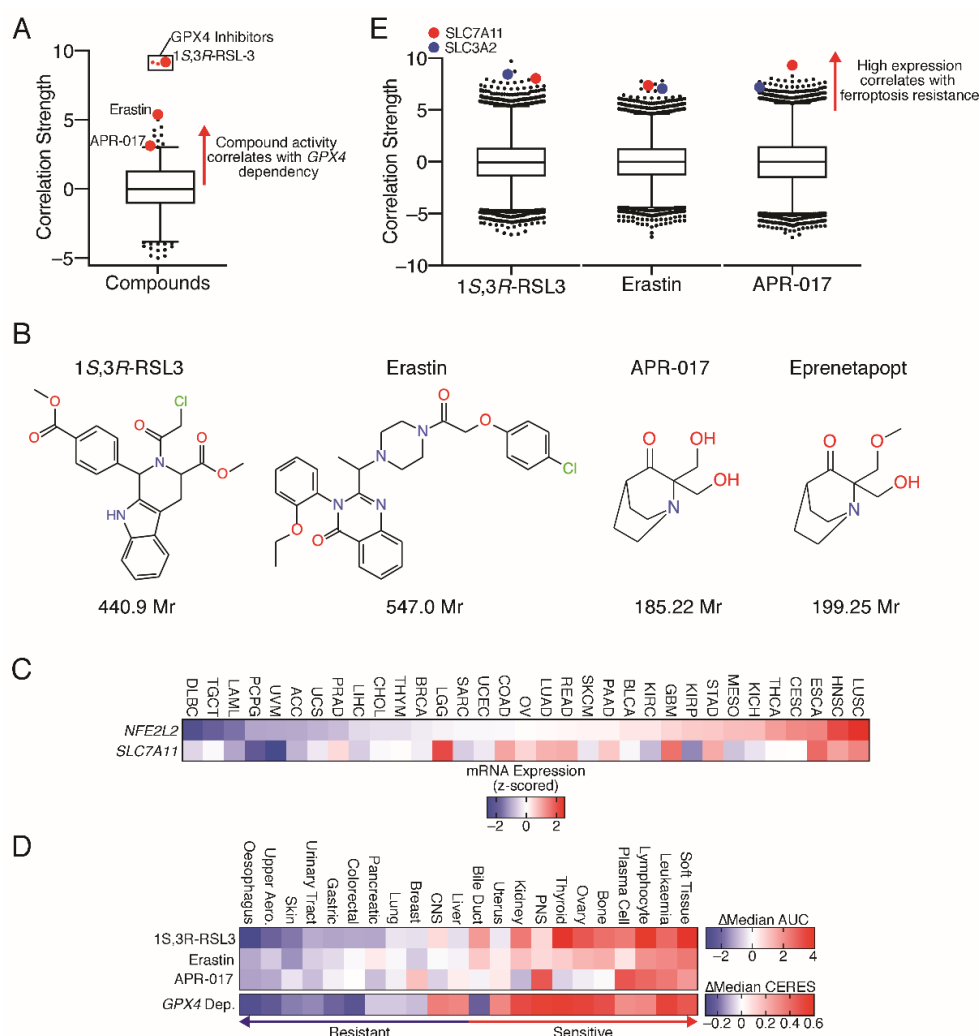 A
GPX4 Inhibitors
1S,3R-RSL-3
Erastin
APR-017
Compound activity
correlates with GPX4
dependency
Correlation Strength
10
5
0
−5
Compounds
E
SLC7A11
SLC3A2
High expression
correlates with
ferroptosis resistance
Correlation Strength
10
5
0
−5
−10
1S,3R-RSL3
Erastin
APR-017
B
1S,3R-RSL3
Erastin
APR-017
Eprenetapopt
O
O
Cl
O
N
O
O
HN
O
O
N
N
Cl
N
N
O
O
O
OH
OH
N
O
O
OH
N
440.9 Mr
547.0 Mr
185.22 Mr
199.25 Mr
C
DLBC
TGCT
LAML
PCPG
UVM
ACC
UCS
PRAD
LIHC
CHOL
THYM
BRCA
LGG
SARC
UCEC
COAD
OV
LUAD
READ
SKCM
PAAD
BLCA
KIRC
GBM
KIRP
STAD
MESO
KICH
THCA
CESC
ESCA
HNSC
LUSC
NFE2L2
SLC7A11
mRNA Expression
(z-scored)
−2 0 2
D
Oesophagus
Upper Aero.
Skin
Urinary Tract
Gastric
Colorectal
Pancreatic
Lung
Breast
CNS
Liver
Bile Duct
Uterus
Kidney
PNS
Thyroid
Ovary
Bone
Plasma Cell
Lymphocyte
Leukaemia
Soft Tissue
1S,3R-RSL3
Erastin
APR-017
GPX4 Dep.
Resistant
Sensitive
ΔMedian AUC
−2 0 2 4
ΔMedian CERES
−0.2 0 0.2 0.6